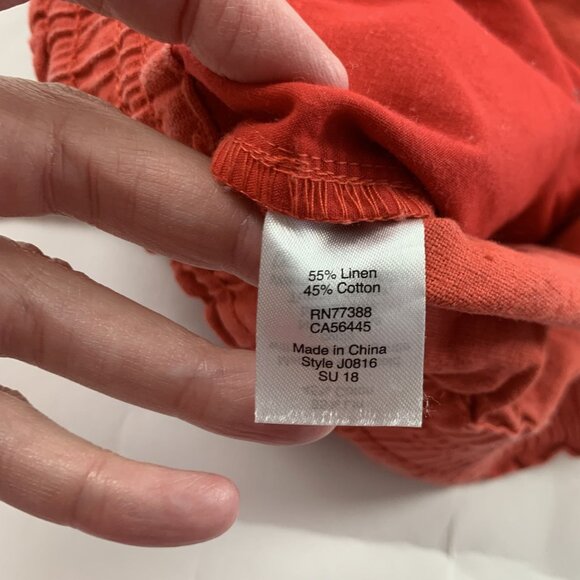 55% Linen
45% Cotton
RN77388
CA56445
Made in China
Style J0816
SU 18